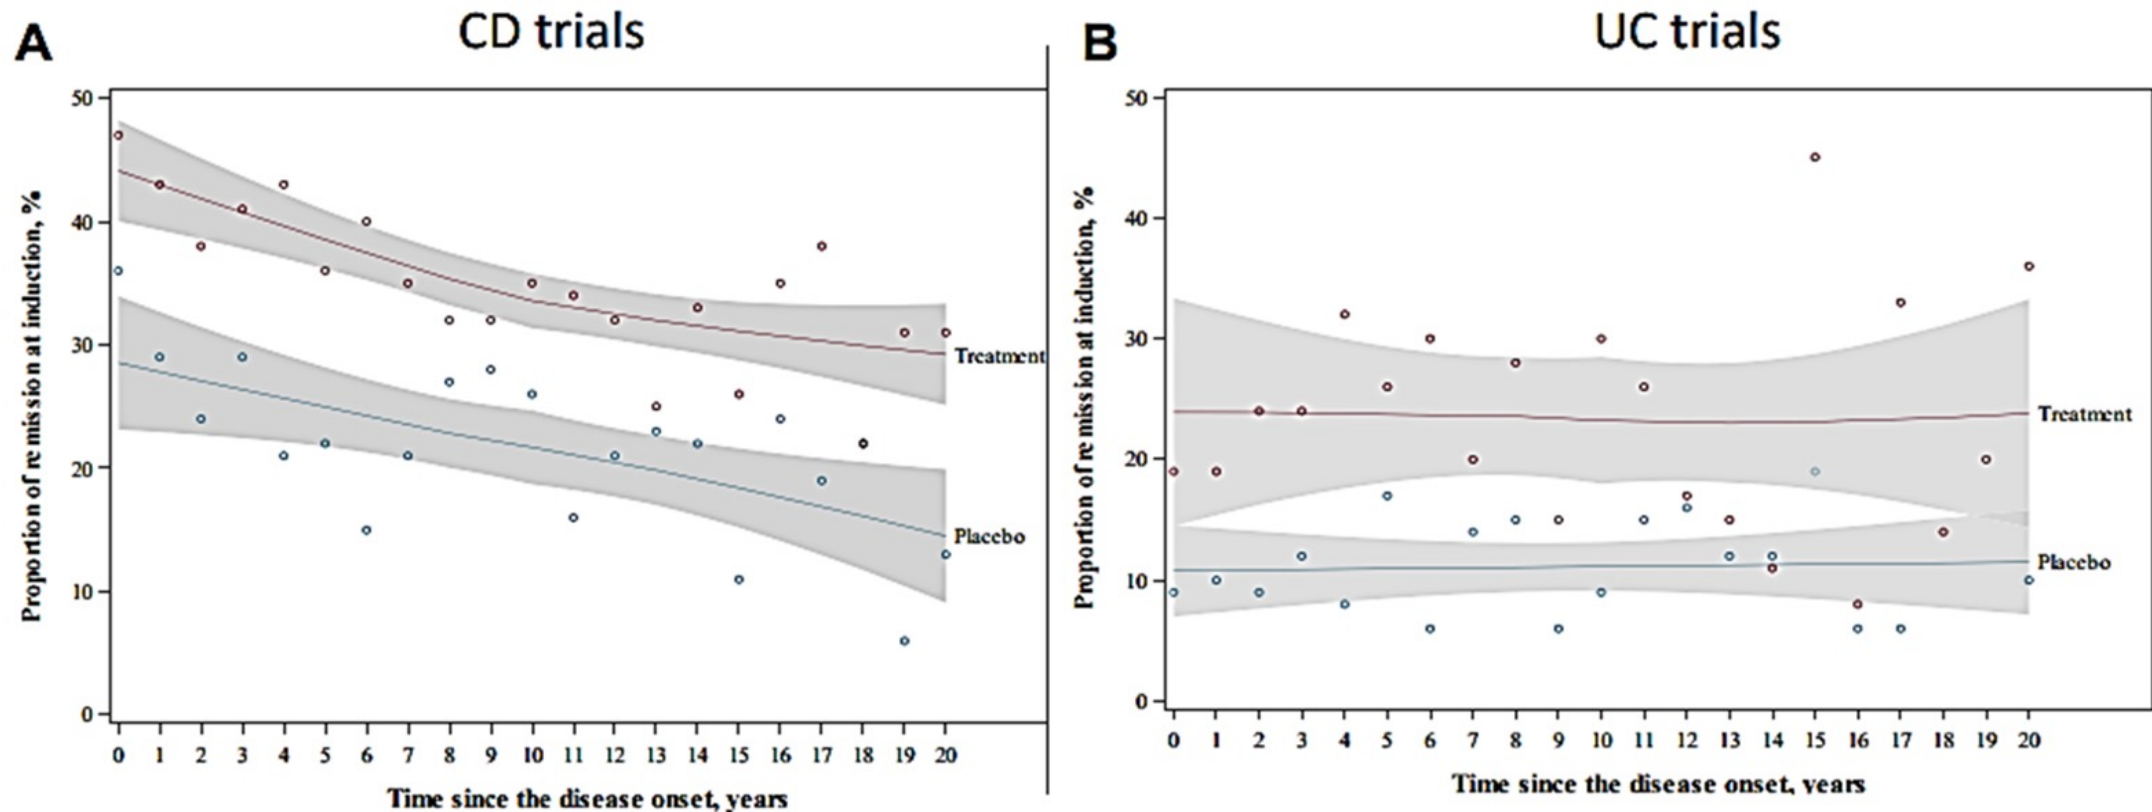 A
CD trials
Proportion of remission at induction, %
50
40
30
20
10
0
Treatment
Placebo
0 1 2 3 4 5 6 7 8 9 10 11 12 13 14 15 16 17 18 19 20
Time since the disease onset, years
B
UC trials
Proportion of remission at induction, %
50
40
30
20
10
0
Treatment
Placebo
0 1 2 3 4 5 6 7 8 9 10 11 12 13 14 15 16 17 18 19 20
Time since the disease onset, years